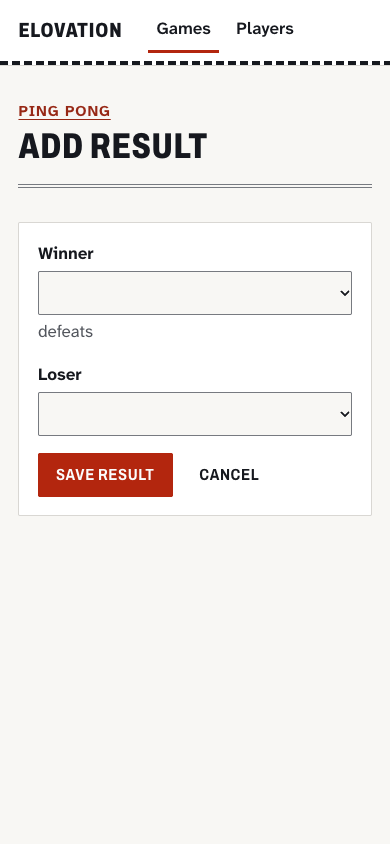 ELOVATION Games Players
PING PONG
ADD RESULT
Winner
defeats
Loser
SAVE RESULT CANCEL